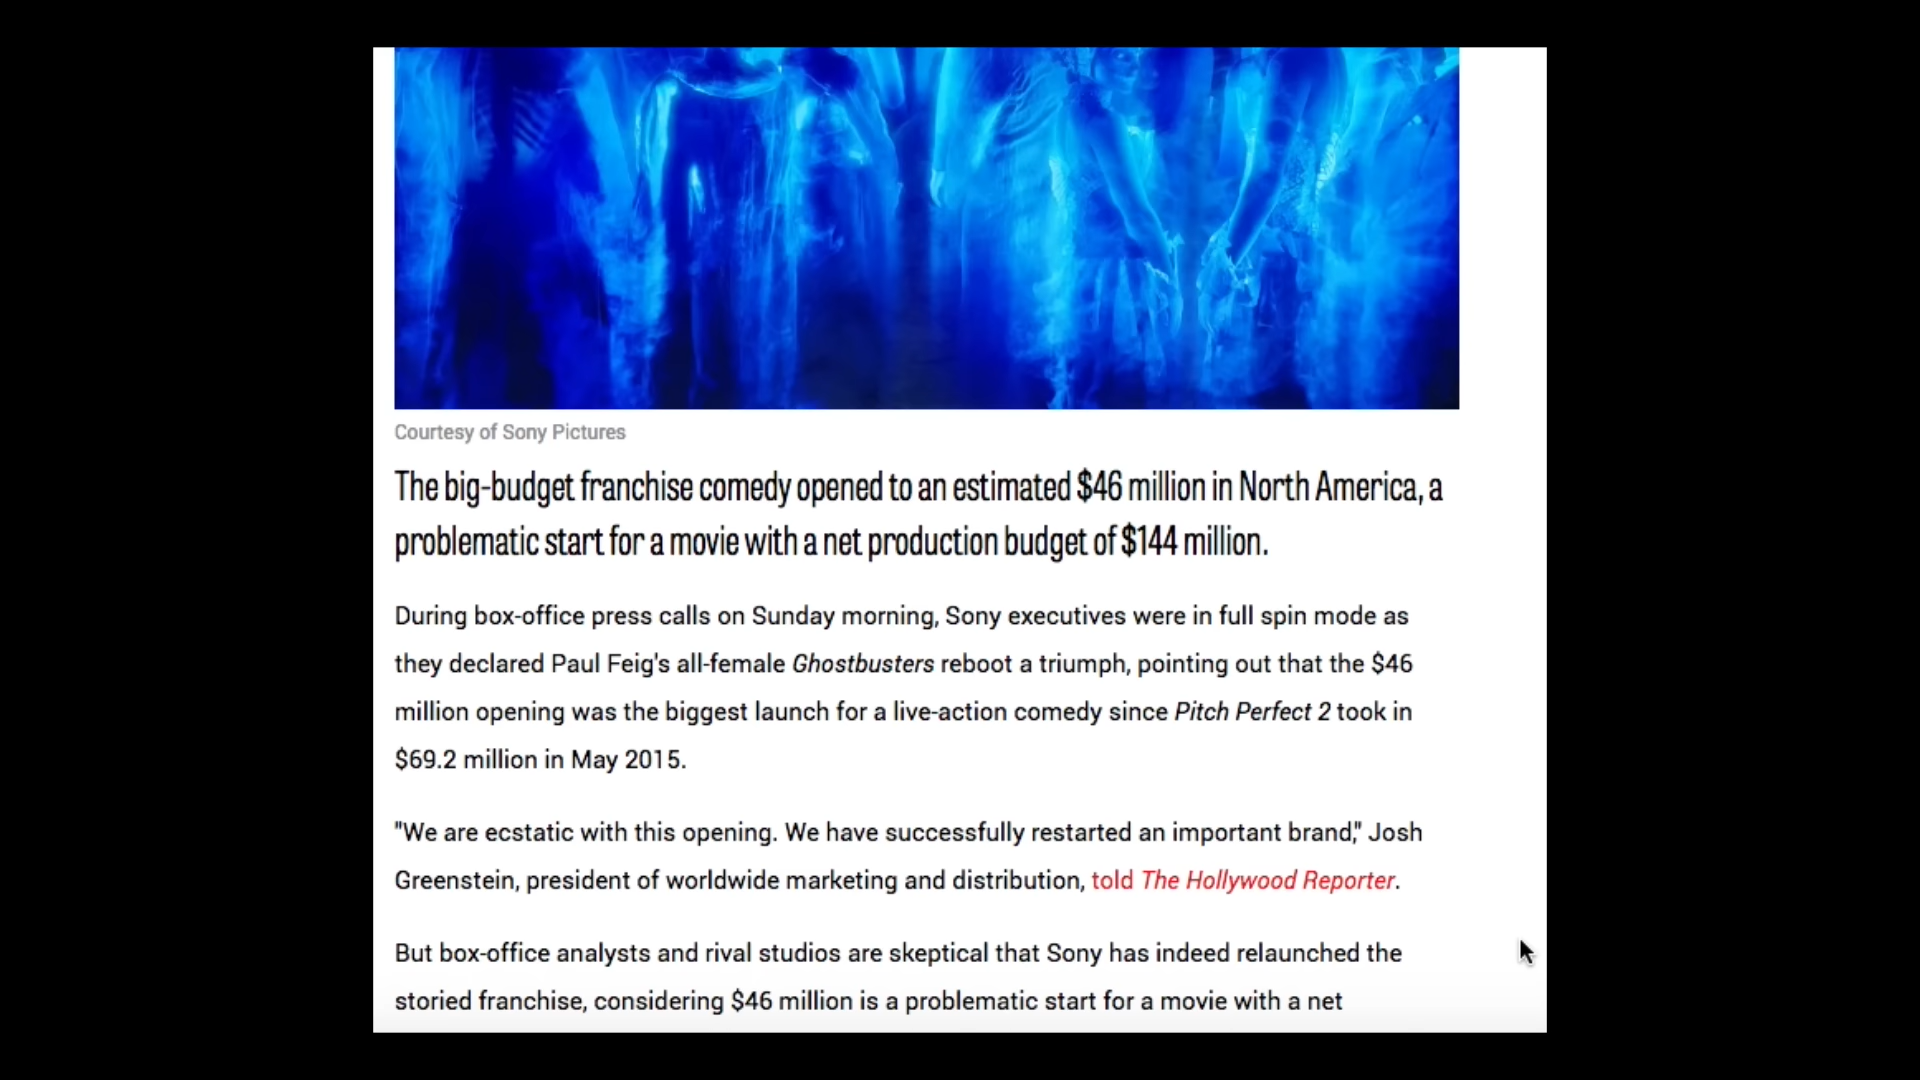 Courtesy of Sony Pictures
The big-budget franchise comedy opened to an estimated $46 million in North America, a
problematic start for a movie with a net production budget of $144 million.
During box-office press calls on Sunday morning, Sony executives were in full spin mode as
they declared Paul Feig's all-female Ghostbusters reboot a triumph, pointing out that the $46
million opening was the biggest launch for a live-action comedy since Pitch Perfect 2 took in
$69.2 million in May 2015.
"We are ecstatic with this opening. We have successfully restarted an important brand," Josh
Greenstein, president of worldwide marketing and distribution, told The Hollywood Reporter.
But box-office analysts and rival studios are skeptical that Sony has indeed relaunched the
storied franchise, considering $46 million is a problematic start for a movie with a net